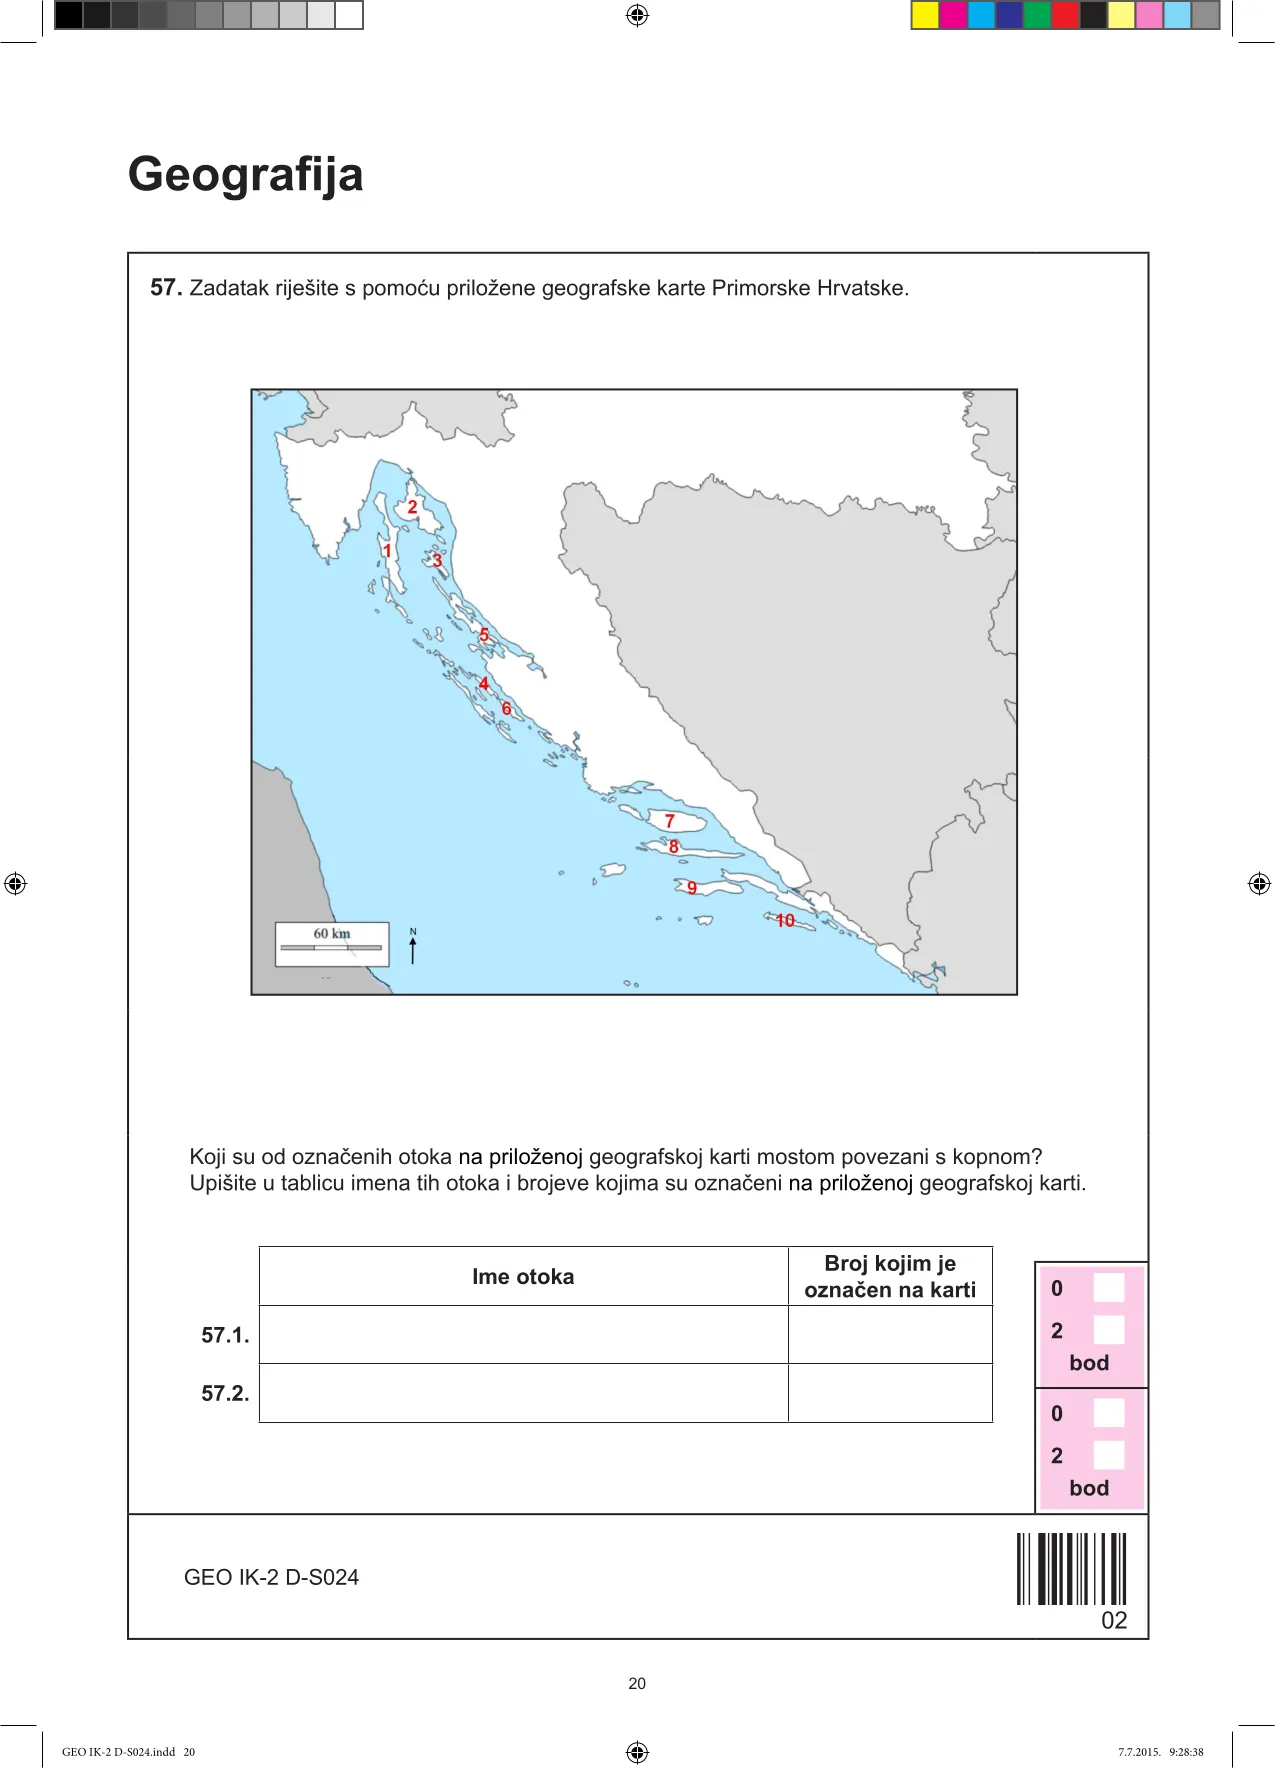 Geografija
57. Zadatak riješite s pomoću priložene geografske karte Primorske Hrvatske.
2
1
3
5
4
6
7
8
9
10
60 km
N
Koji su od označenih otoka na priloženoj geografskoj karti mostom povezani s kopnom?
Upišite u tablicu imena tih otoka i brojeve kojima su označeni na priloženoj geografskoj karti.
Ime otoka
Broj kojim je
označen na karti
57.1.
57.2.
0
2
bod
0
2
bod
GEO IK-2 D-S024
02
20
GEO IK-2 D-S024.indd 20
7.7.2015. 9:28:38